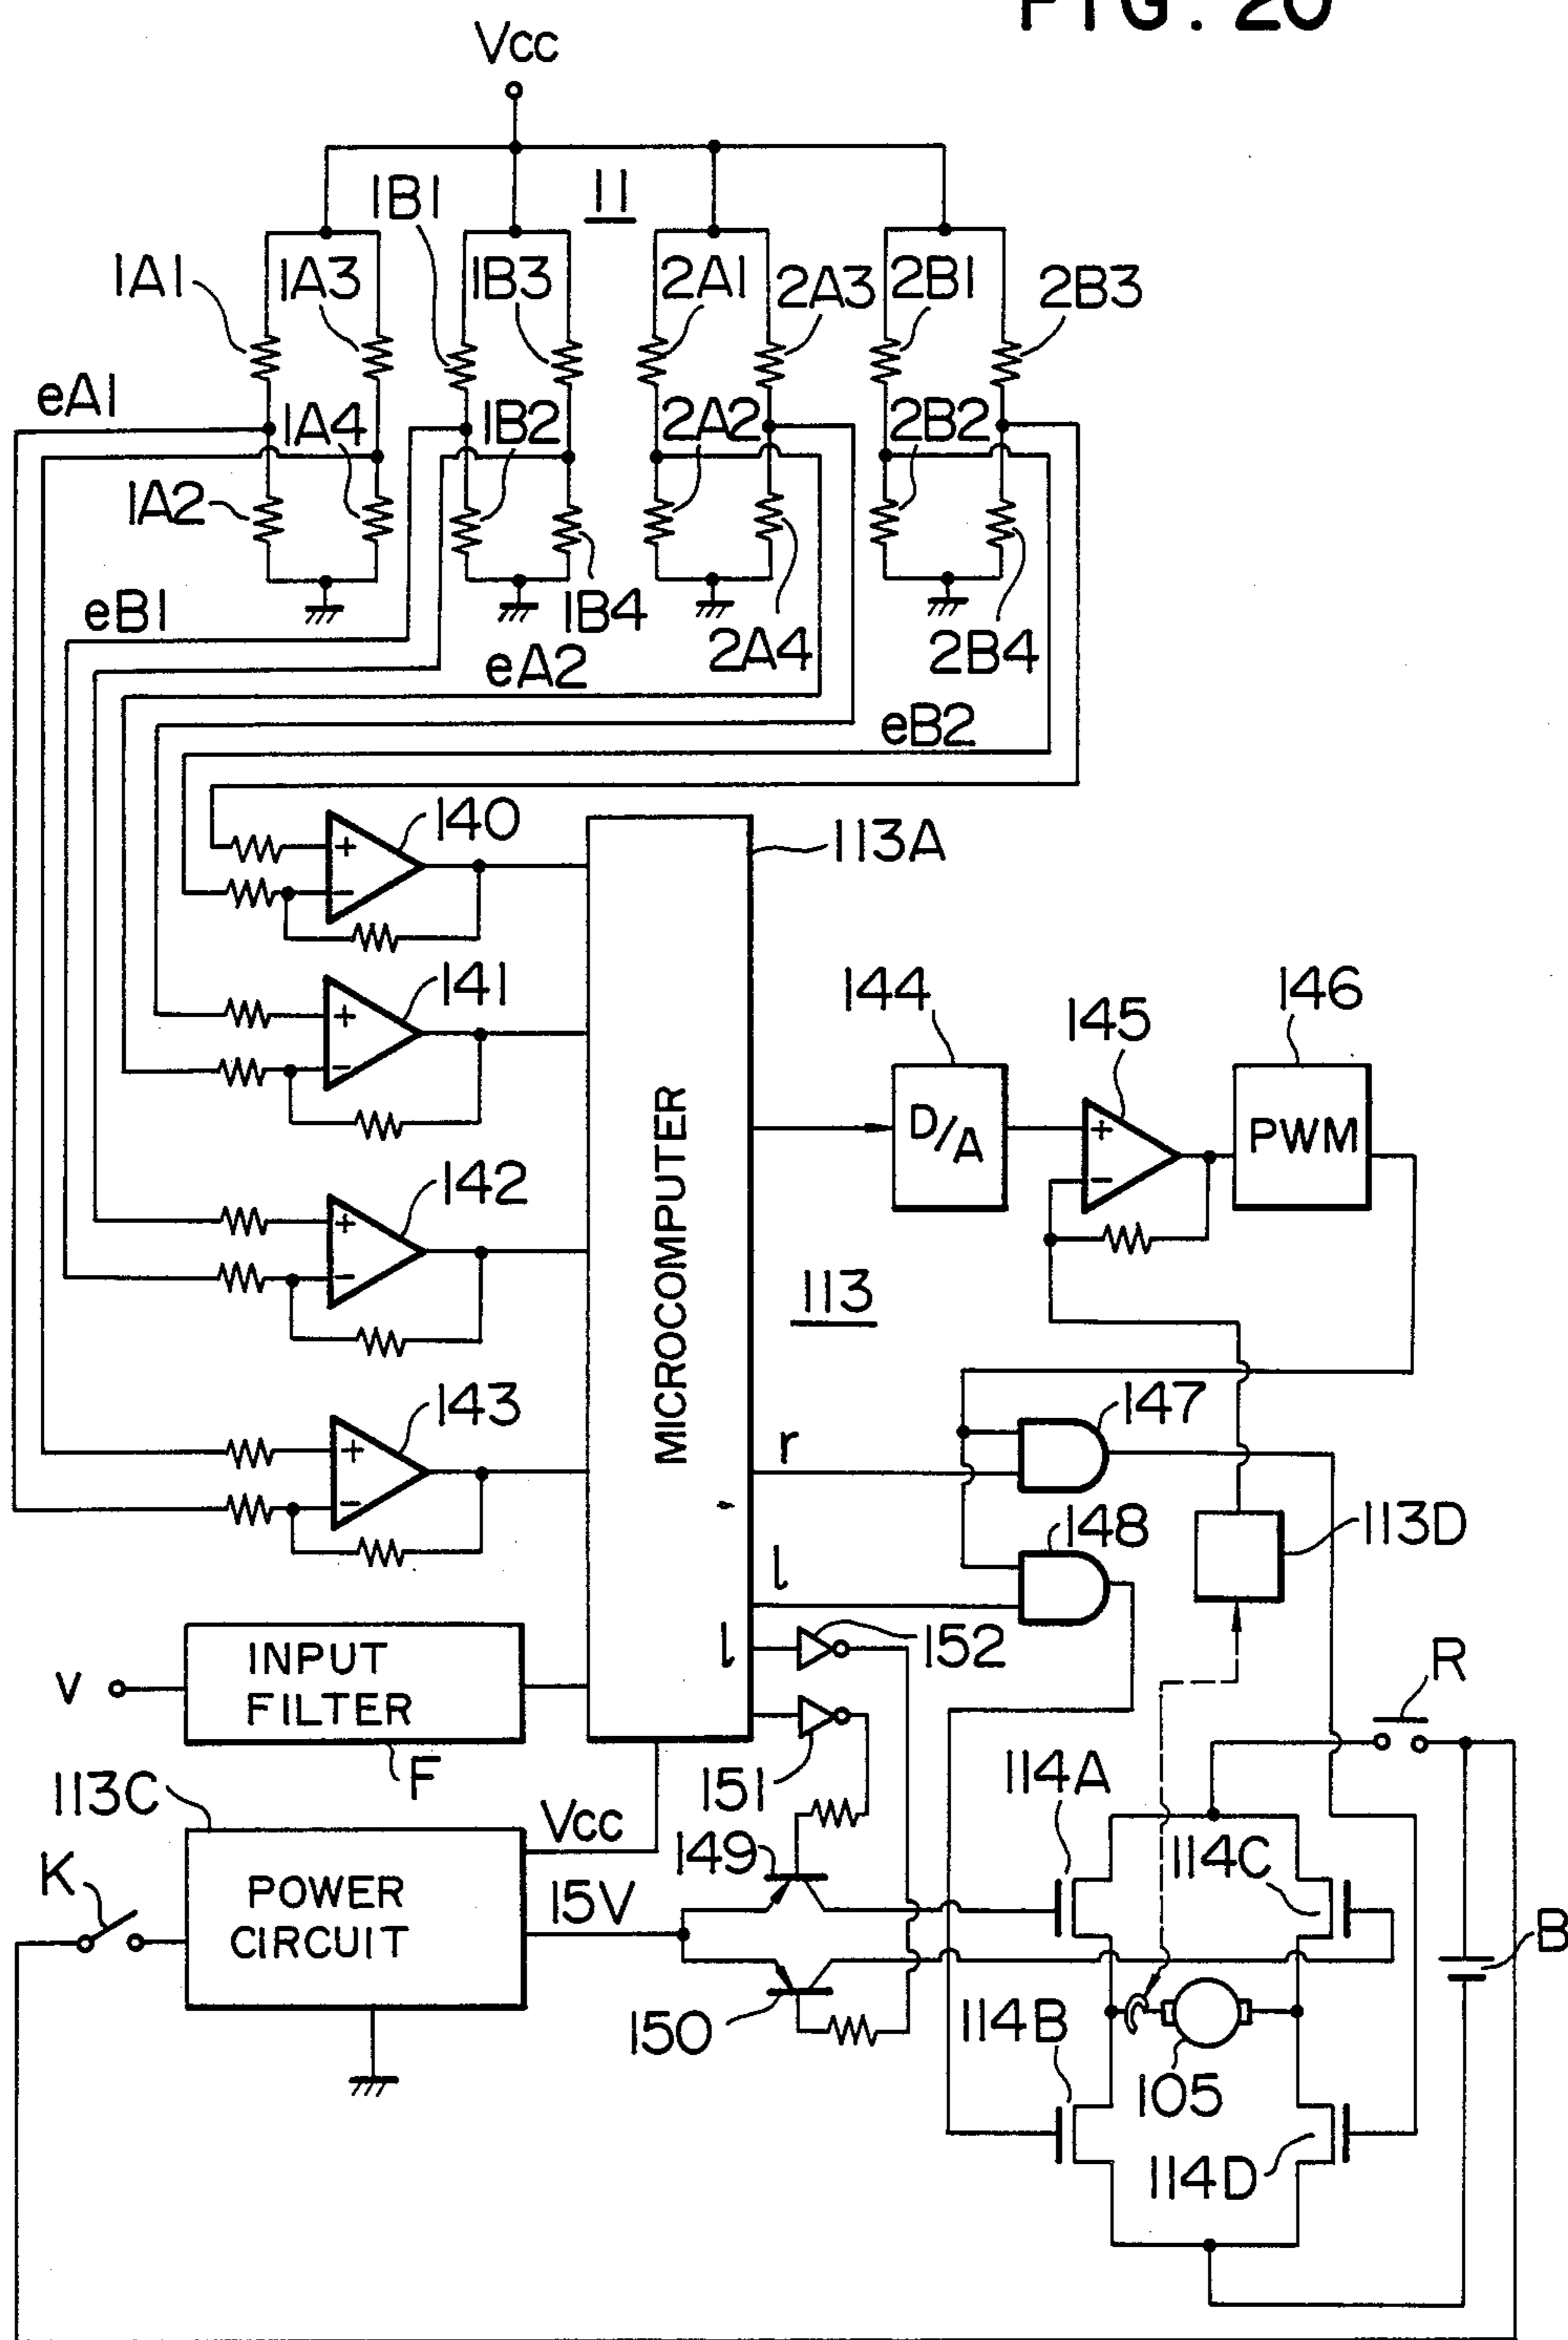 FIG. 20
Vcc
11
1B1
1A1
1A3
1B3
2A1
2A3
2B1
2B3
eA1
1A4
1B2
2A2
2B2
1A2
eB1
1B4
eA2
2A4
2B4
eB2
140
+
−
113A
141
+
−
144
145
146
D/A
+
−
PWM
142
+
−
MICROCOMPUTER
113
143
+
−
r
147
l
148
113D
l
152
INPUT
FILTER
v
F
R
151
114A
113C
Vcc
149
114C
K
POWER
CIRCUIT
15V
B
150
114B
105
114D